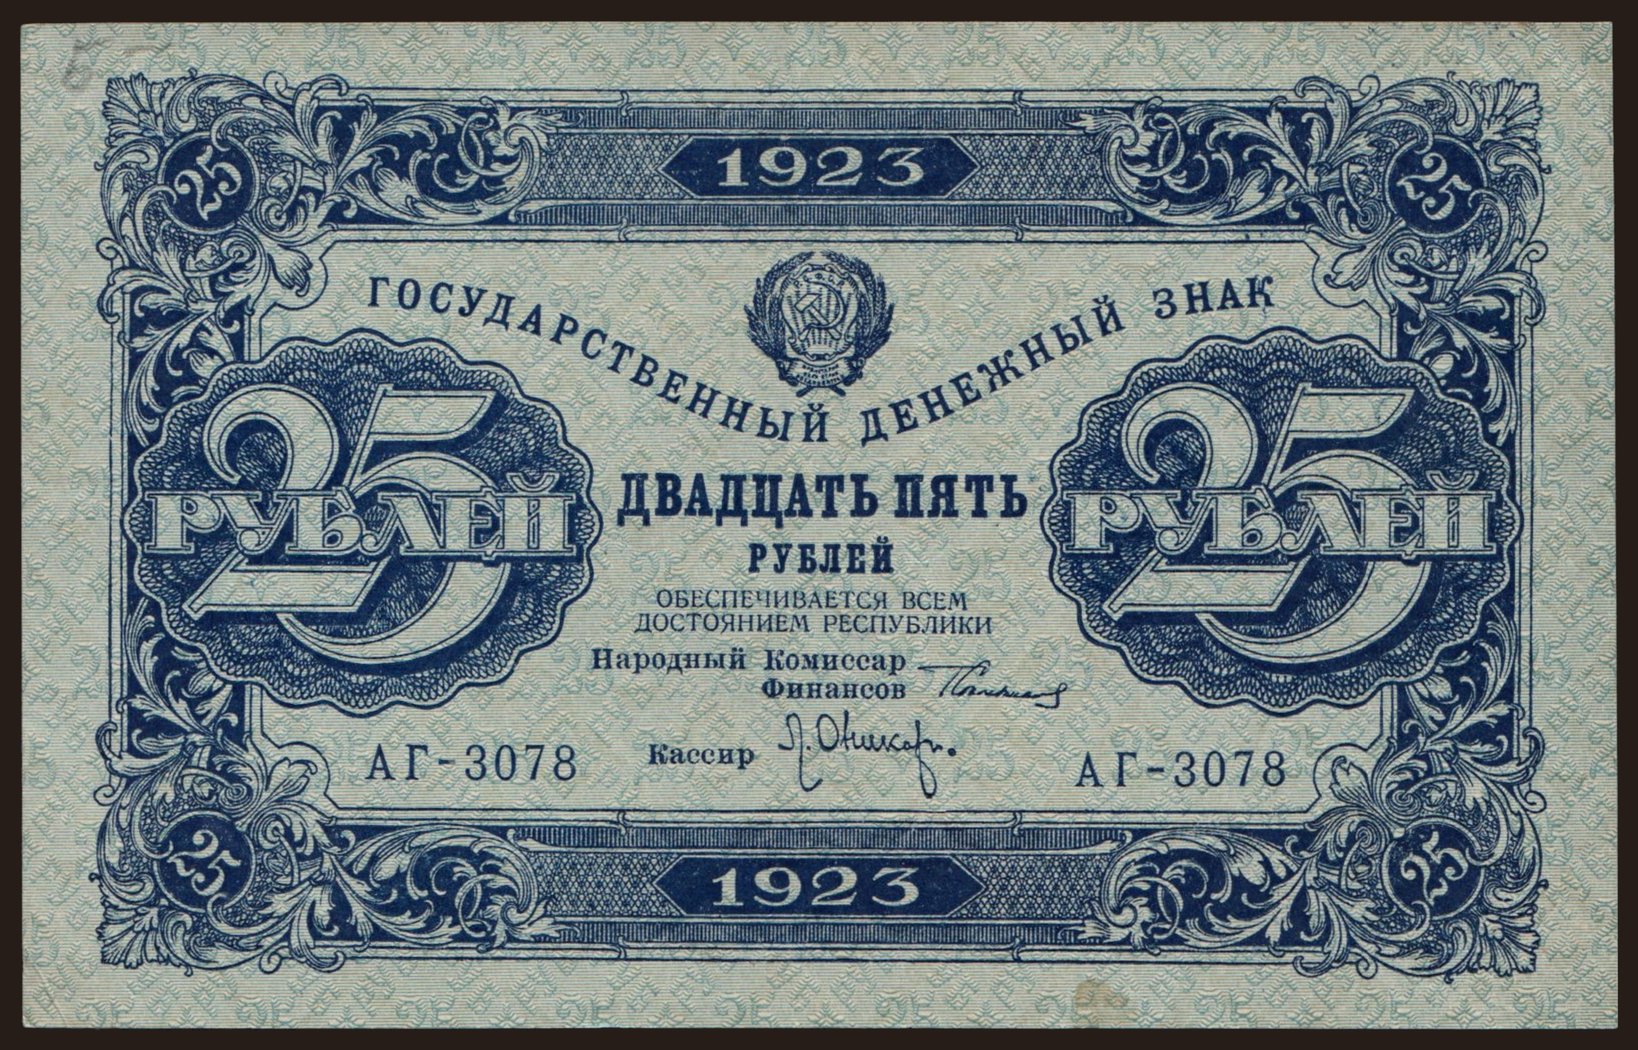 1923
25
25
ГОСУДАРСТВЕННЫЙ ДЕНЕЖНЫЙ ЗНАК
25 РУБЛЕЙ
25 РУБЛЕЙ
ДВАДЦАТЬ ПЯТЬ
РУБЛЕЙ
ОБЕСПЕЧИВАЕТСЯ ВСЕМ
ДОСТОЯНИЕМ РЕСПУБЛИКИ
Народный Комиссар
Финансов
Кассир
АГ-3078
АГ-3078
25
25
1923